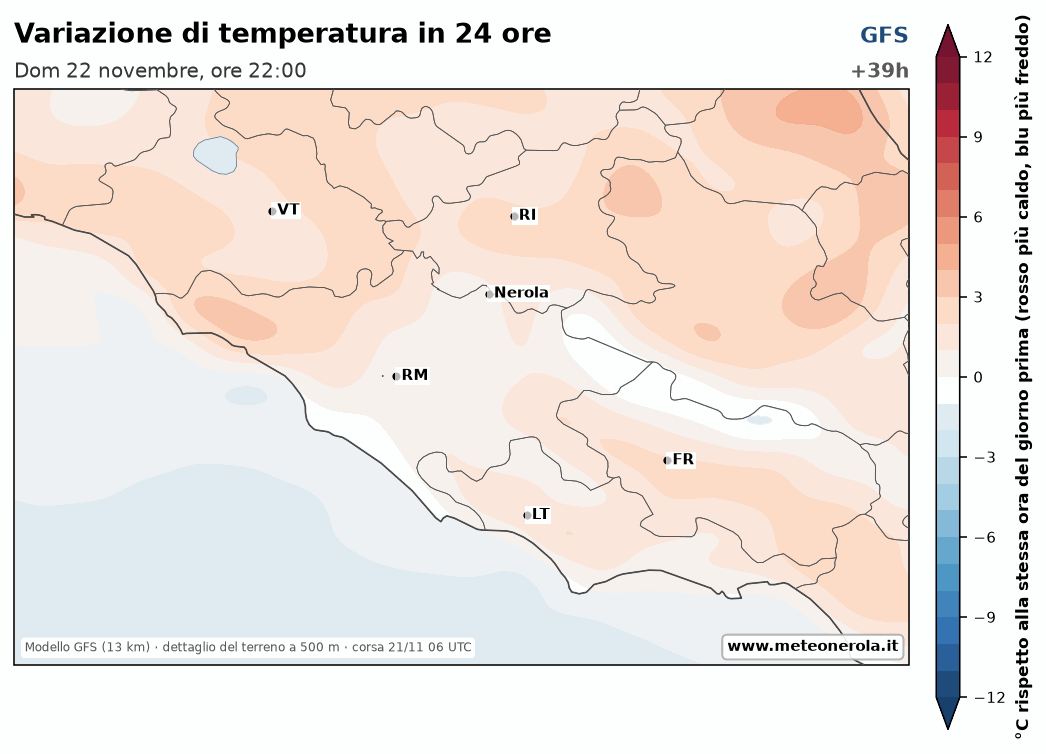 Variazione di temperatura in 24 ore
GFS
Dom 22 novembre, ore 22:00
+39h
VT
RI
Nerola
RM
FR
LT
Modello GFS (13 km) · dettaglio del terreno a 500 m · corsa 21/11 06 UTC
www.meteonerola.it
12
9
6
3
0
−3
−6
−9
−12
°C rispetto alla stessa ora del giorno prima (rosso più caldo, blu più freddo)